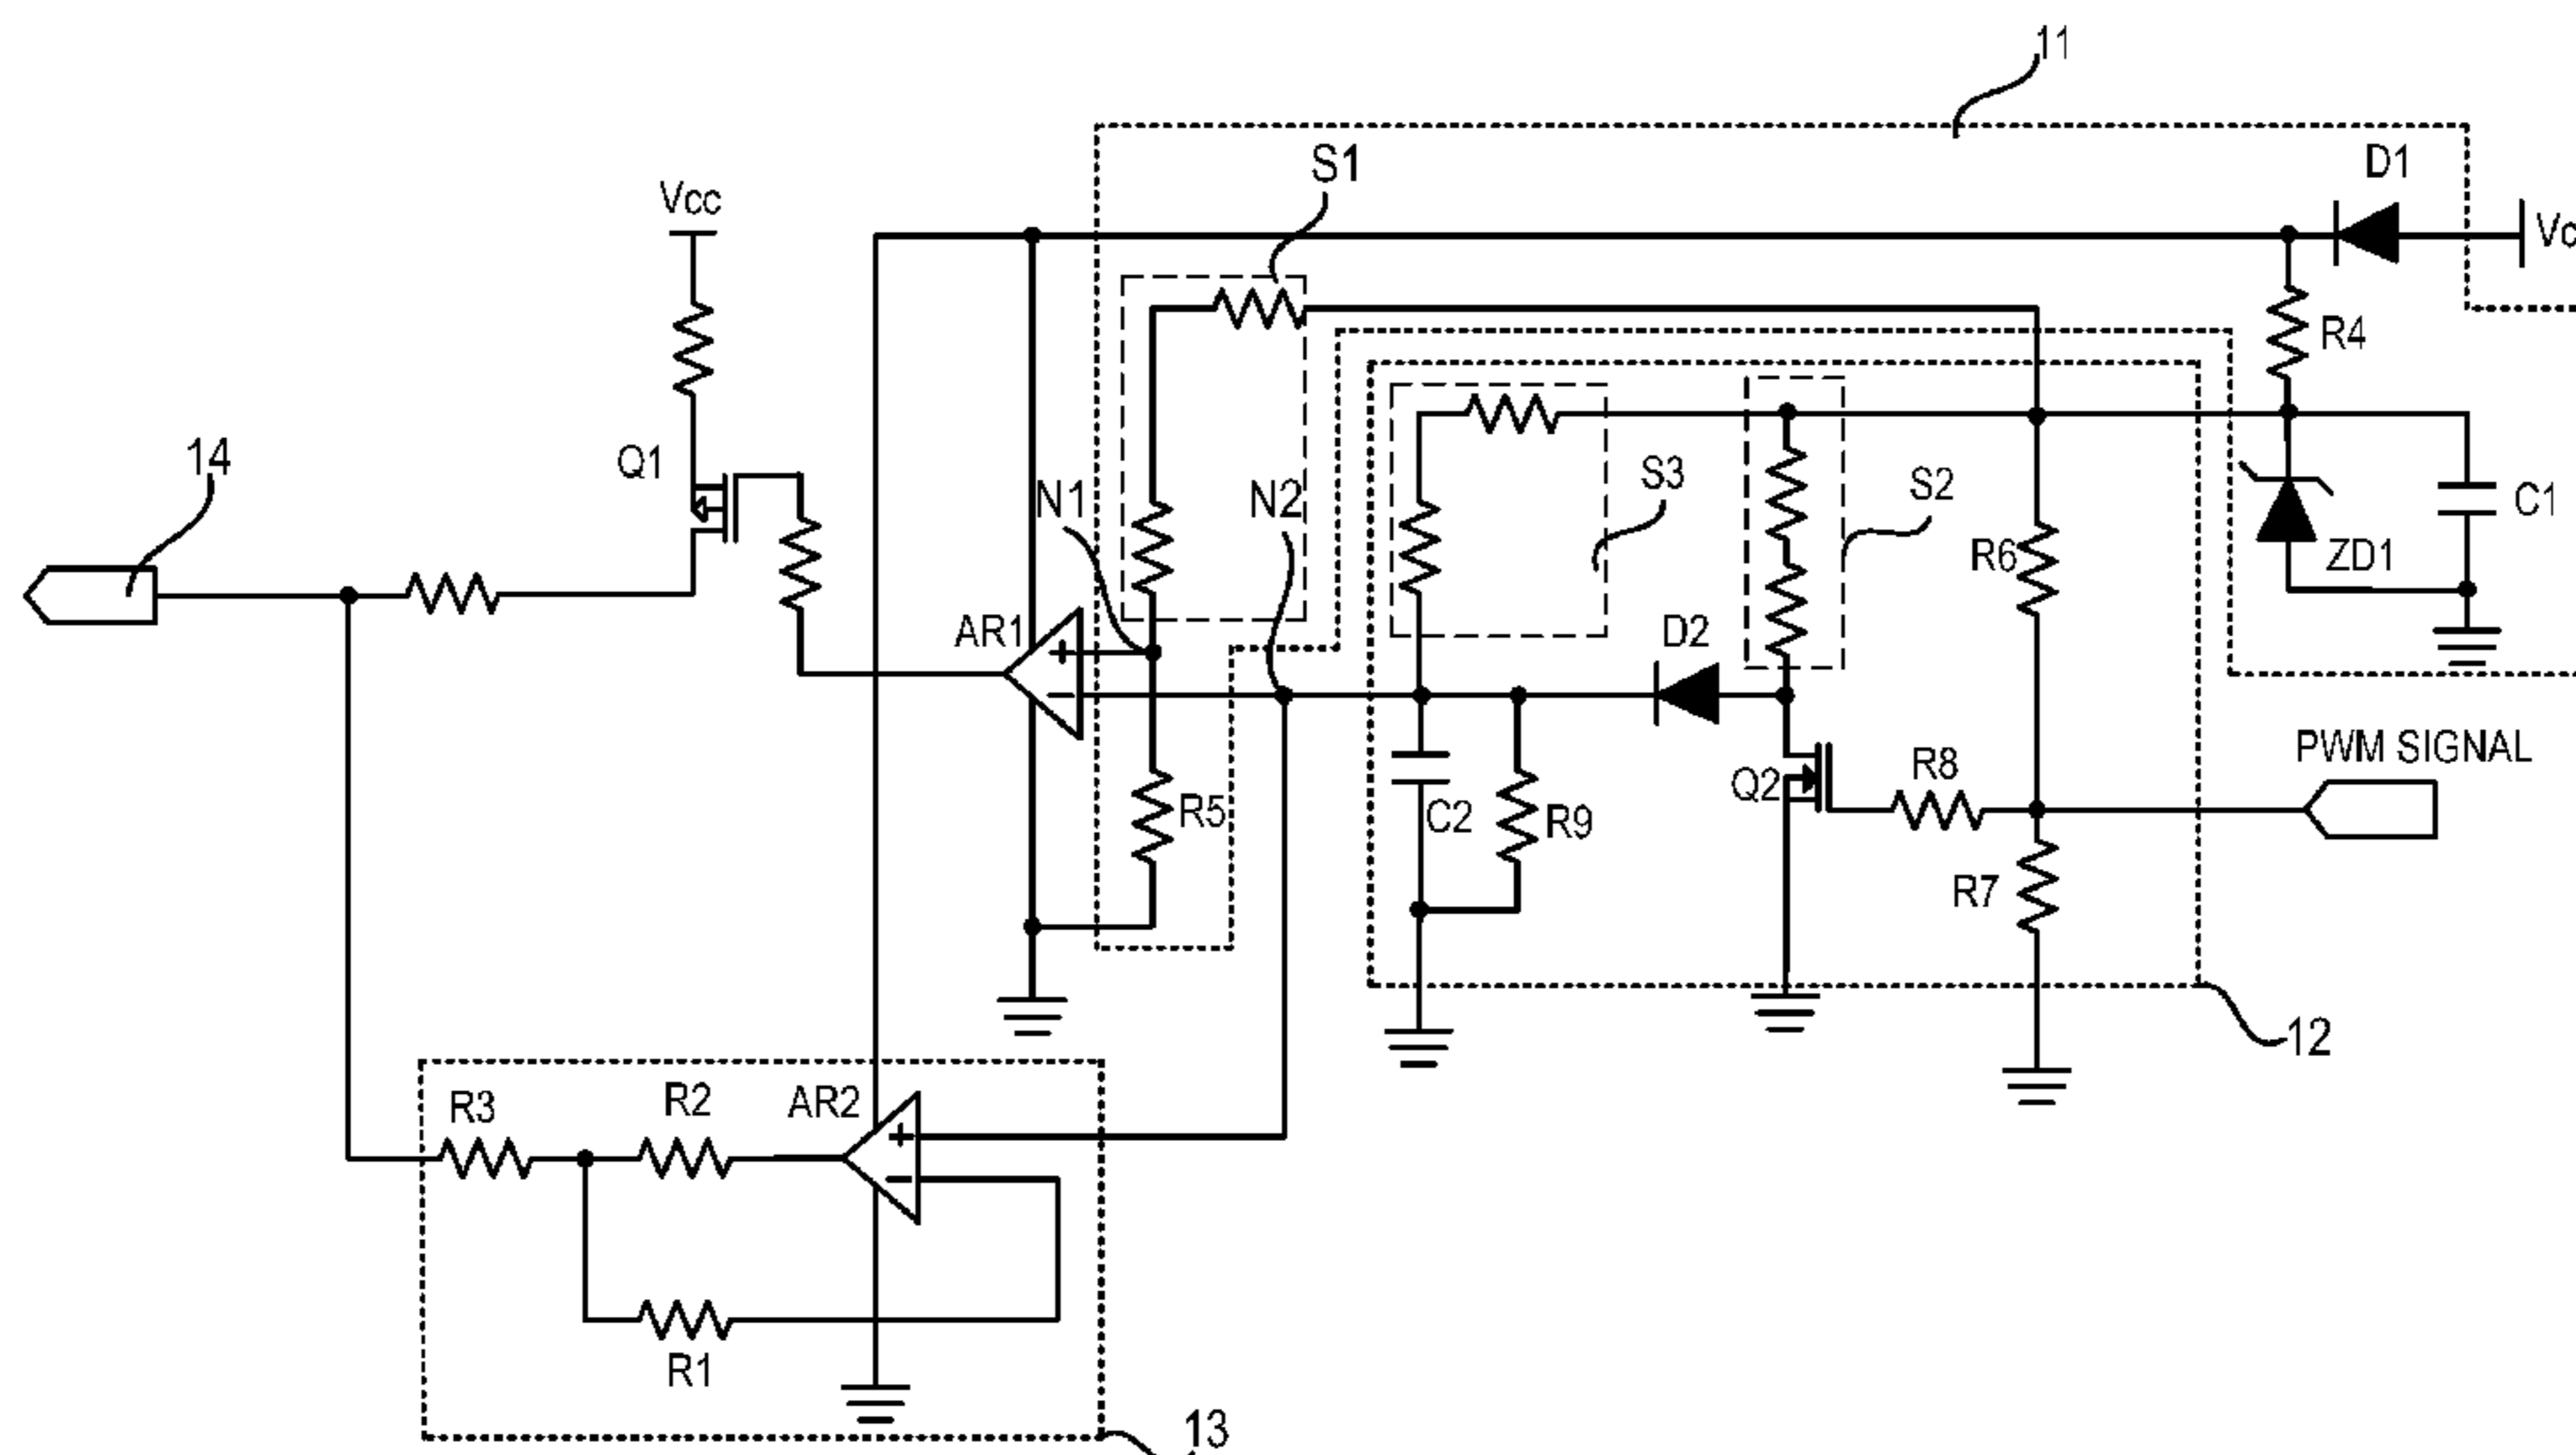 11
S1
D1
Vcc
Vc
R4
Q1
14
N1
N2
S3
S2
R6
ZD1
C1
AR1
D2
PWM SIGNAL
R5
C2
R9
Q2
R8
R7
12
R3
R2
AR2
R1
13